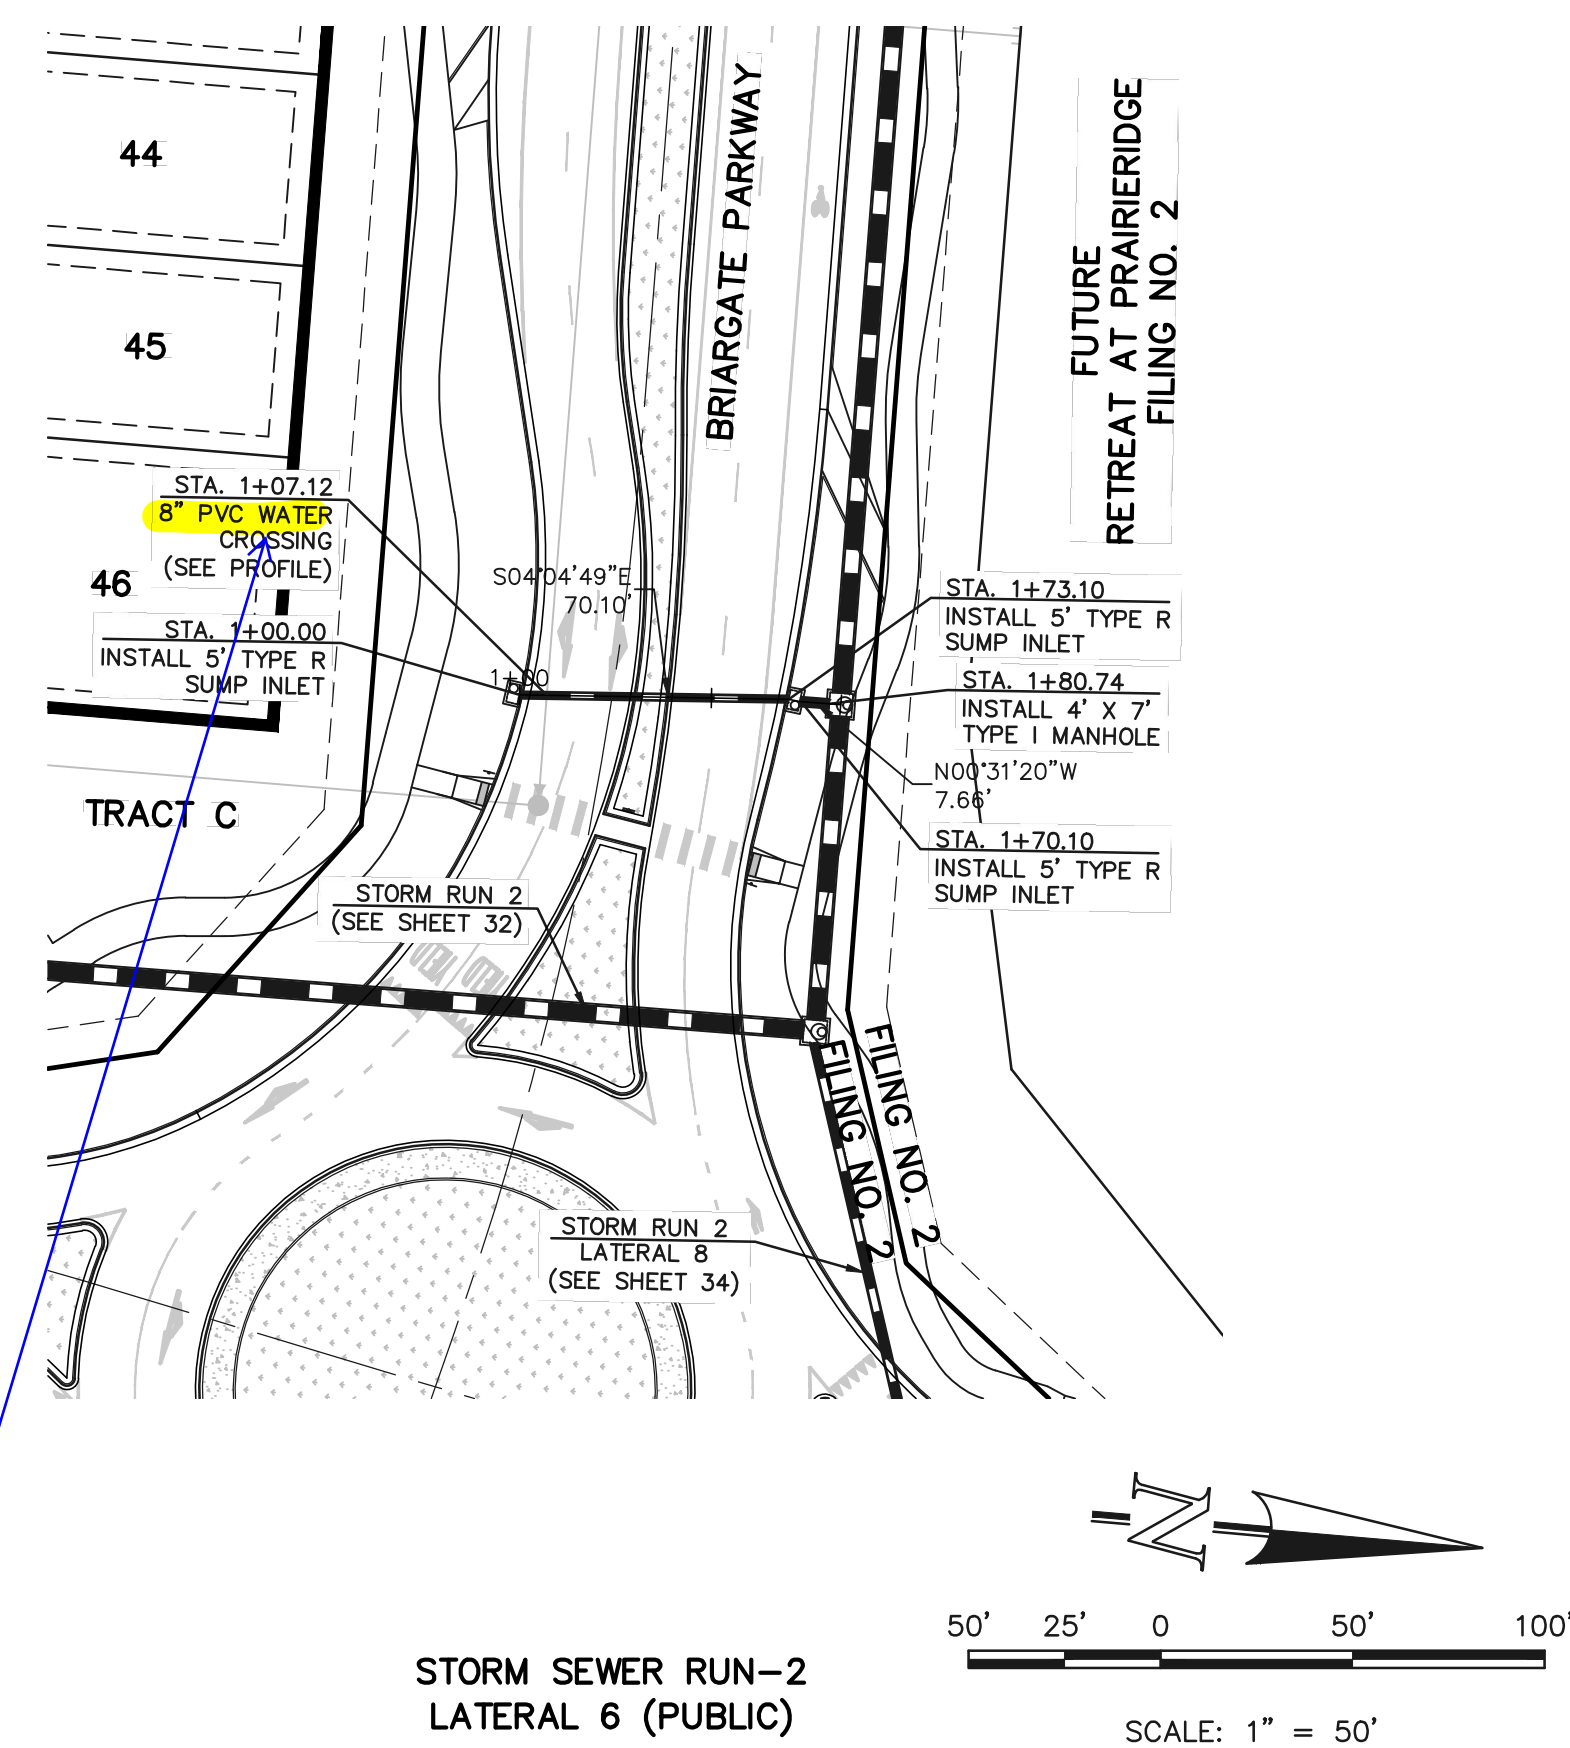 44
45
46
BRIARGATE PARKWAY
FUTURE
RETREAT AT PRAIRIERIDGE
FILING NO. 2
STA. 1+07.12
8" PVC WATER
CROSSING
(SEE PROFILE)
S04°04'49"E
70.10'
STA. 1+00.00
INSTALL 5' TYPE R
SUMP INLET
1+00
STA. 1+73.10
INSTALL 5' TYPE R
SUMP INLET
STA. 1+80.74
INSTALL 4' X 7'
TYPE I MANHOLE
N00°31'20"W
7.66'
STA. 1+70.10
INSTALL 5' TYPE R
SUMP INLET
TRACT C
STORM RUN 2
(SEE SHEET 32)
YIELD
FILING NO. 2
FILING NO. 2
STORM RUN 2
LATERAL 8
(SEE SHEET 34)
N
50' 25' 0 50' 100'
STORM SEWER RUN-2
LATERAL 6 (PUBLIC)
SCALE: 1" = 50'